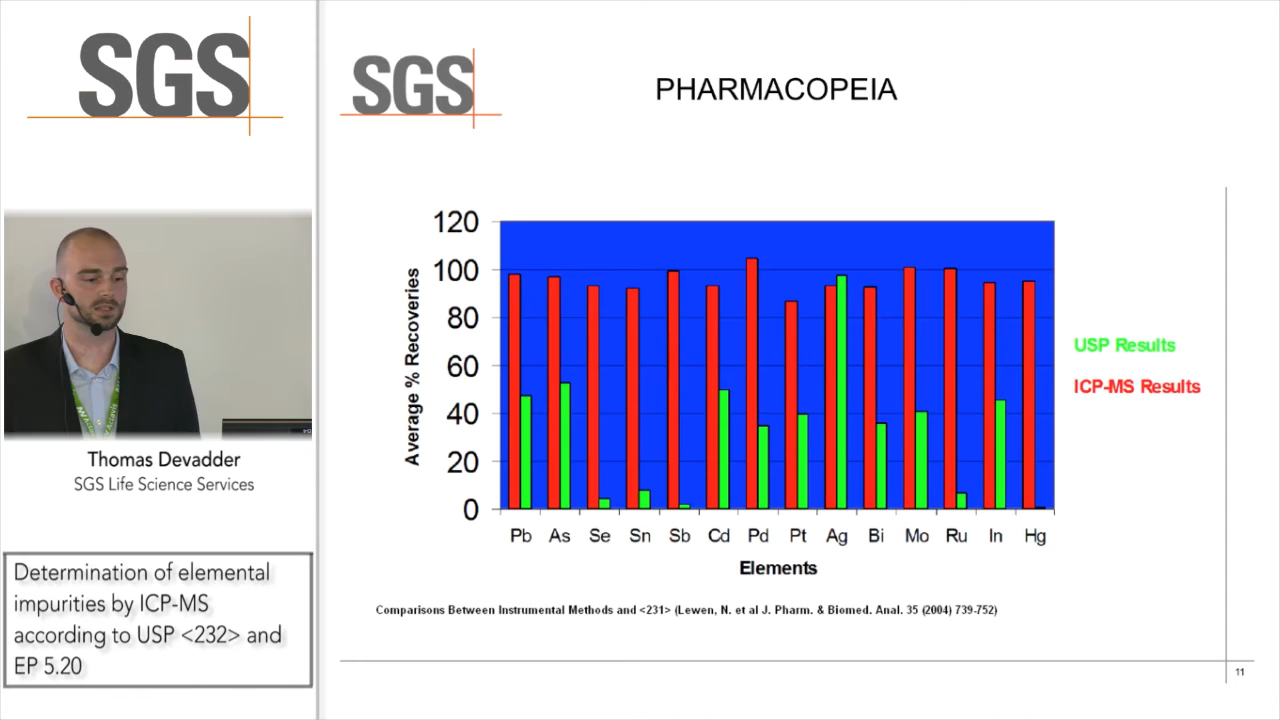 SGS
Thomas Devadder
SGS Life Science Services
Determination of elemental
impurities by ICP-MS
according to USP <232> and
EP 5.20
SGS
PHARMACOPEIA
Average % Recoveries
120
100
80
60
40
20
0
Pb As Se Sn Sb Cd Pd Pt Ag Bi Mo Ru In Hg
Elements
USP Results
ICP-MS Results
Comparisons Between Instrumental Methods and <231> (Lewen, N. et al J. Pharm. & Biomed. Anal. 35 (2004) 739-752)
11